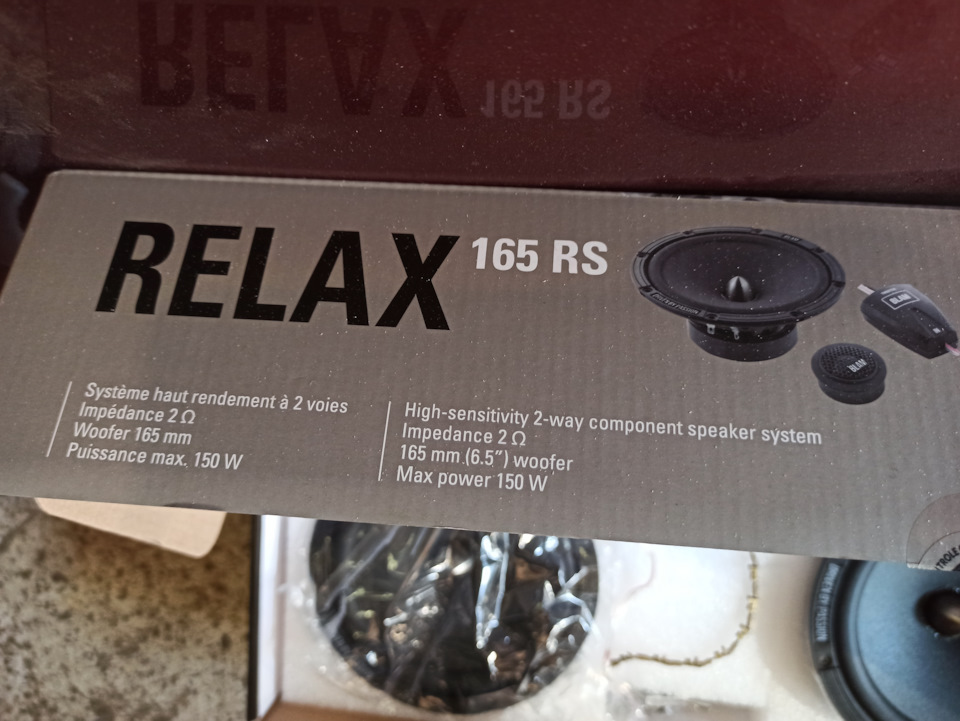 RELAX 165 RS
RELAX 165 RS
BLAM
BLAM
Système haut rendement à 2 voies
Impédance 2 Ω
Woofer 165 mm
Puissance max. 150 W
High-sensitivity 2-way component speaker system
Impedance 2 Ω
165 mm (6.5") woofer
Max power 150 W